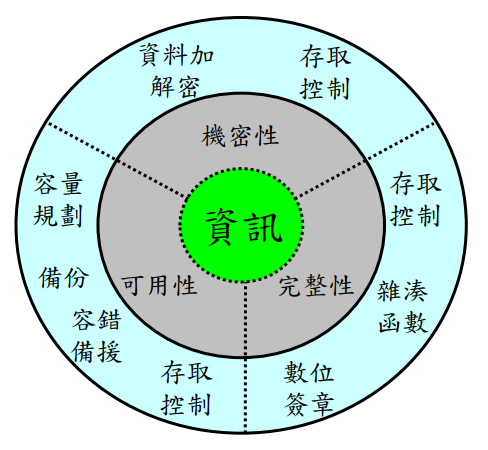 資料加
解密
存取
控制
機密性
容量
規劃
存取
控制
資訊
備份
可用性
完整性
雜湊
函數
容錯
備援
存取
控制
數位
簽章